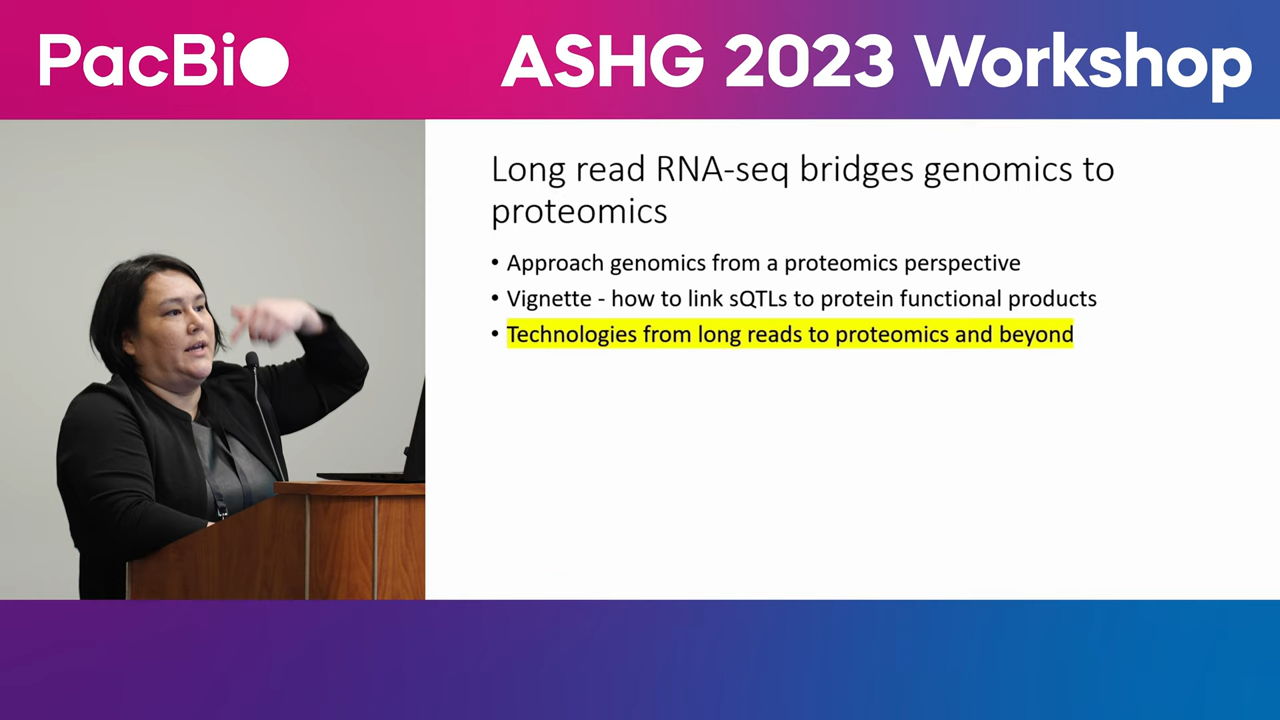 PacBio
ASHG 2023 Workshop
Long read RNA-seq bridges genomics to
proteomics
• Approach genomics from a proteomics perspective
• Vignette - how to link sQTLs to protein functional products
• Technologies from long reads to proteomics and beyond